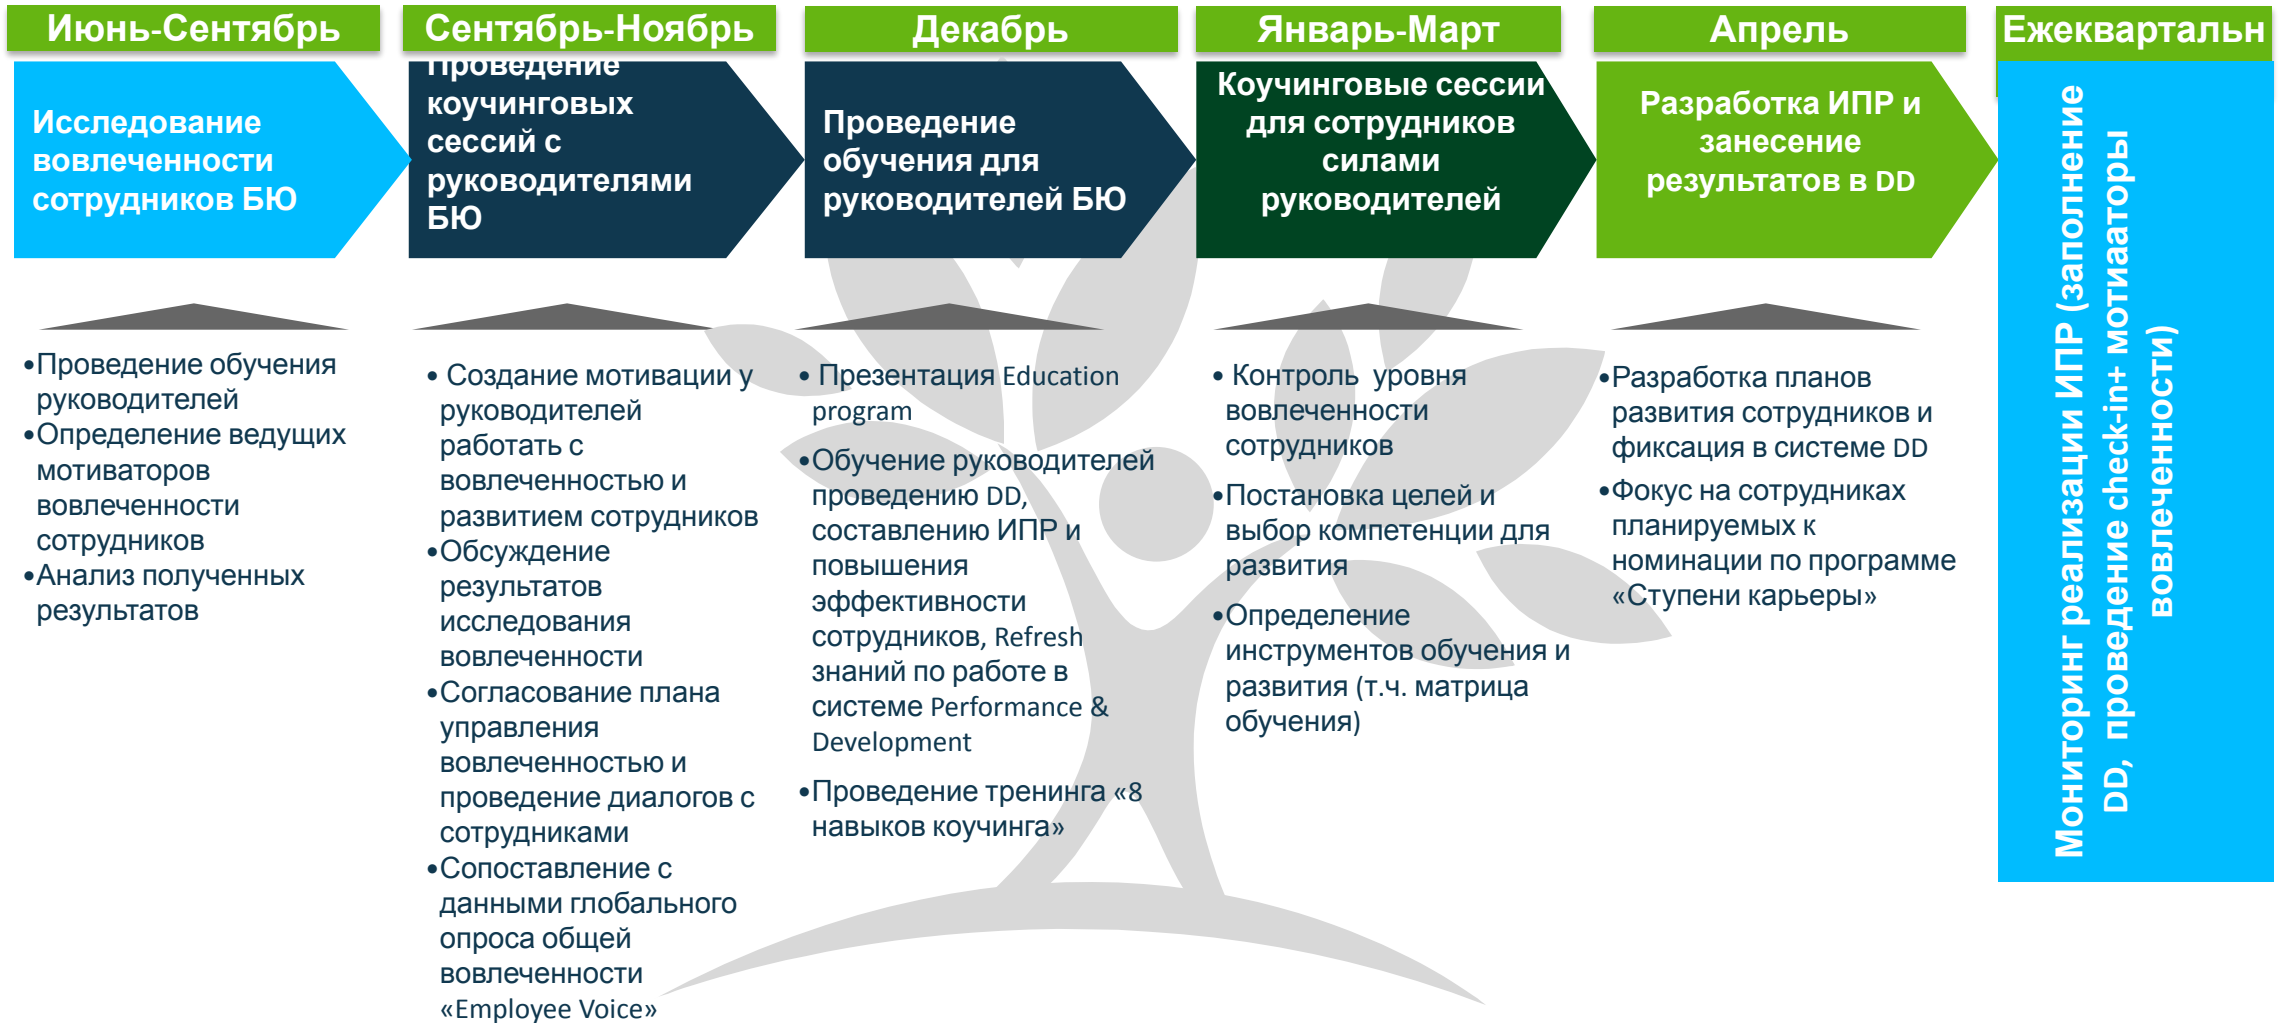 Июнь-Сентябрь
Исследование
вовлеченности
сотрудников БЮ
•Проведение обучения
руководителей
•Определение ведущих
мотиваторов
вовлеченности
сотрудников
•Анализ полученных
результатов
Сентябрь-Ноябрь
Проведение
коучинговых
сессий с
руководителями
БЮ
• Создание мотивации у
руководителей
работать с
вовлеченностью и
развитием сотрудников
•Обсуждение
результатов
исследования
вовлеченности
•Согласование плана
управления
вовлеченностью и
проведение диалогов с
сотрудниками
•Сопоставление с
данными глобального
опроса общей
вовлеченности
«Employee Voice»
Декабрь
Проведение
обучения для
руководителей БЮ
• Презентация Education
program
•Обучение руководителей
проведению DD,
составлению ИПР и
повышения
эффективности
сотрудников, Refresh
знаний по работе в
системе Performance &
Development
•Проведение тренинга «8
навыков коучинга»
Январь-Март
Коучинговые сессии
для сотрудников
силами
руководителей
• Контроль уровня
вовлеченности
сотрудников
•Постановка целей и
выбор компетенции для
развития
•Определение
инструментов обучения и
развития (т.ч. матрица
обучения)
Апрель
Разработка ИПР и
занесение
результатов в DD
•Разработка планов
развития сотрудников и
фиксация в системе DD
•Фокус на сотрудниках
планируемых к
номинации по программе
«Ступени карьеры»
Ежеквартальн
Мониторинг реализации ИПР (заполнение
DD, проведение check-in+ мотиааторы
вовлеченности)